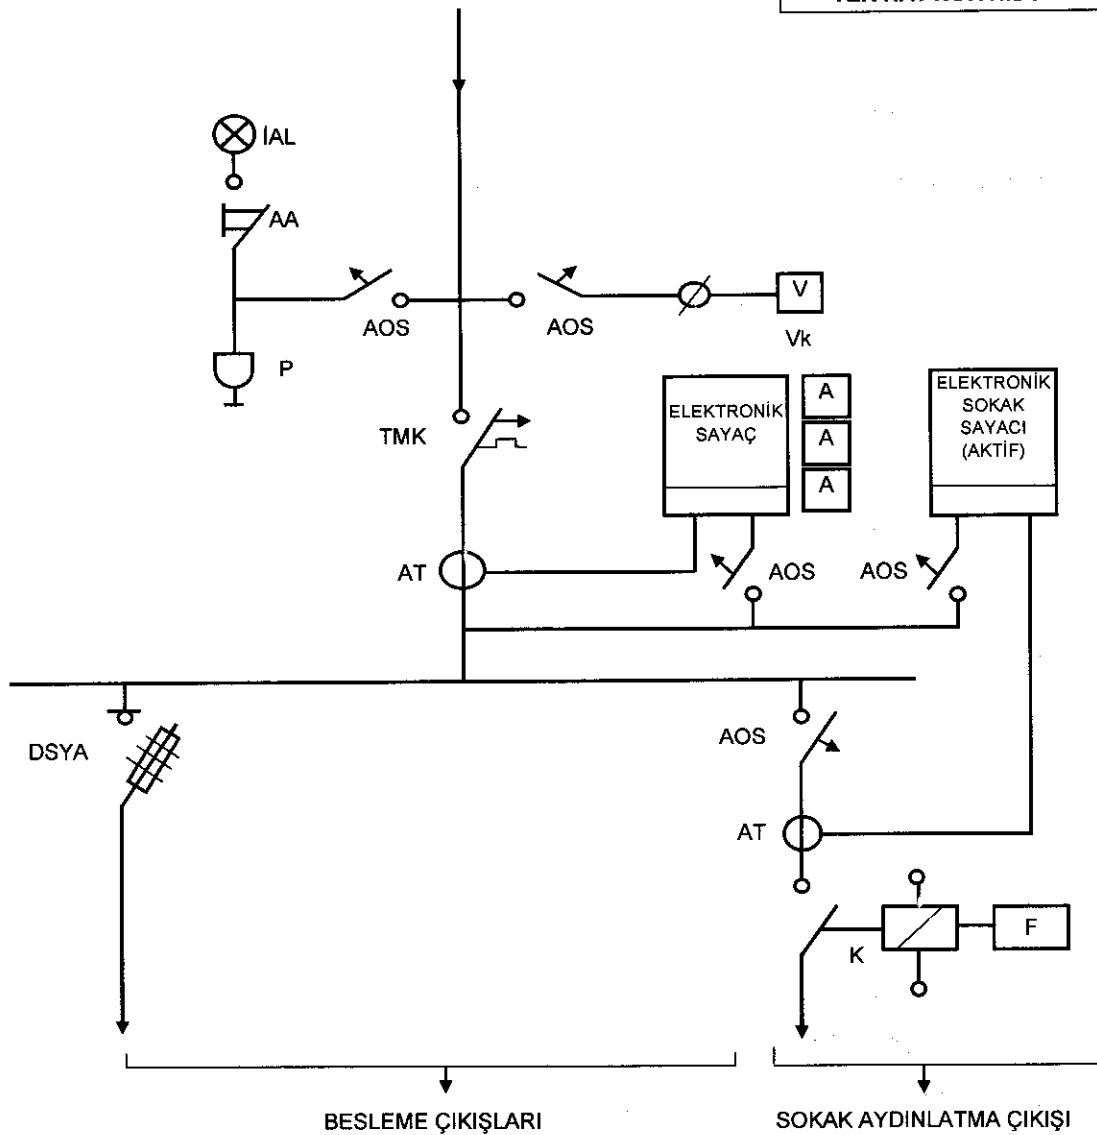 İAL
AA
AOS
AOS
V
Vk
P
TMK
ELEKTRONİK
SAYAÇ
A
A
A
ELEKTRONİK
SOKAK
SAYACI
(AKTİF)
AT
AOS
AOS
DSYA
AOS
AT
K
F
BESLEME ÇIKIŞLARI
SOKAK AYDINLATMA ÇIKIŞI